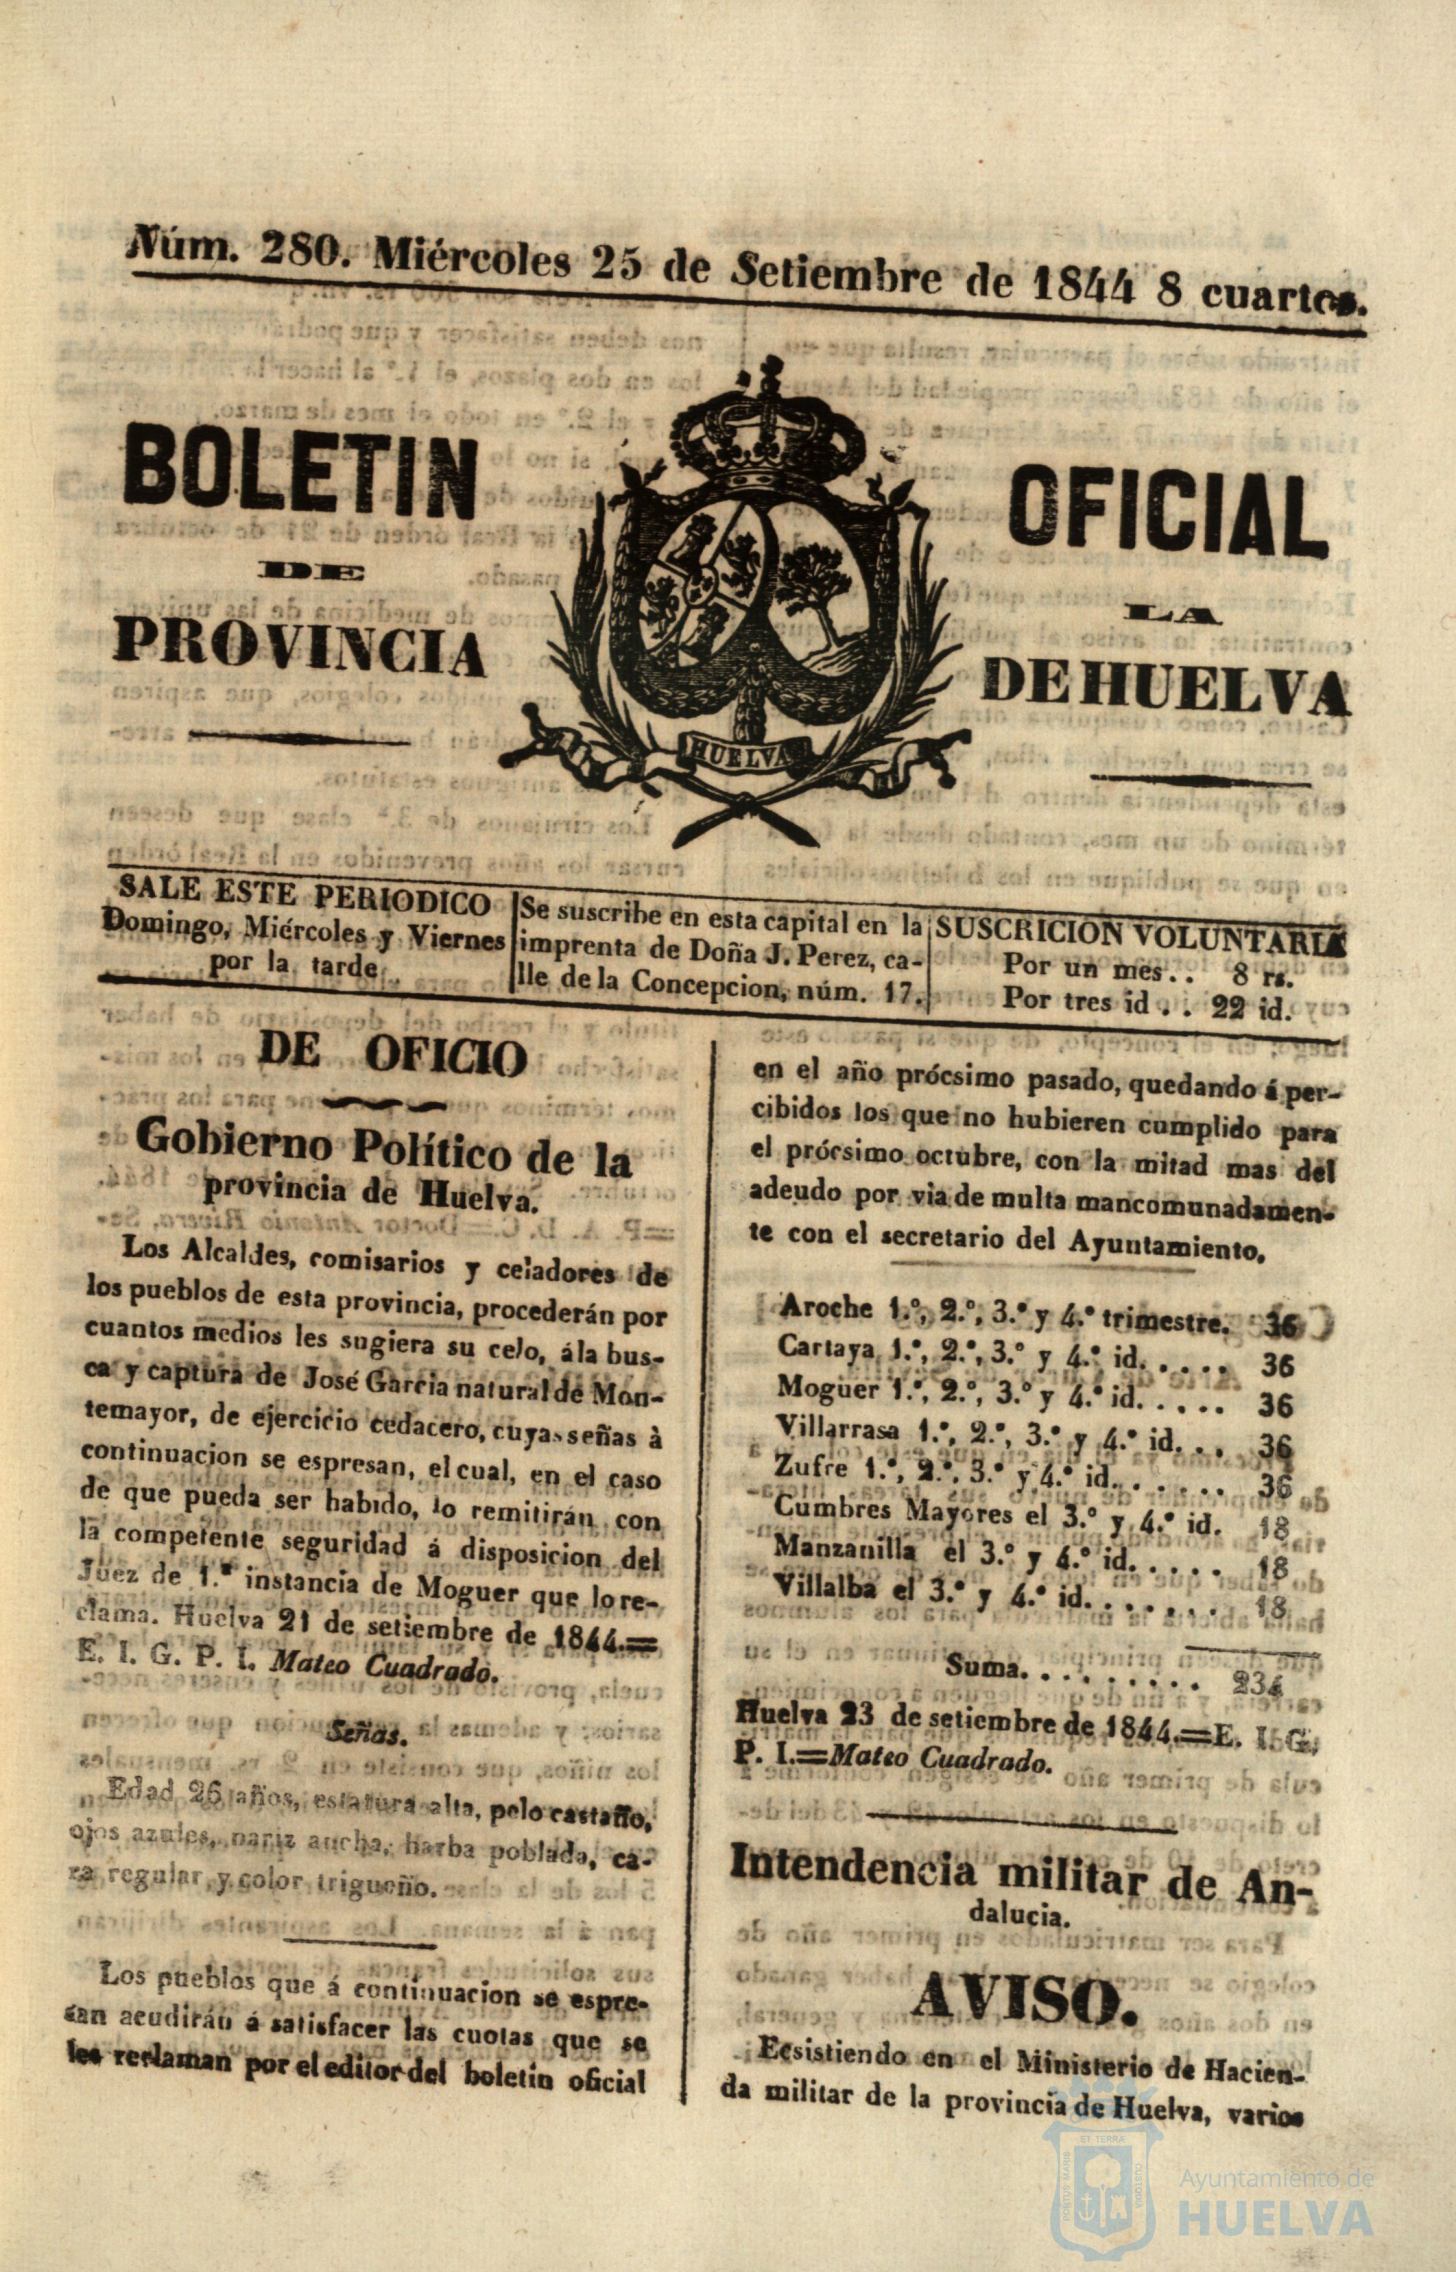 Núm. 280. Miércoles 25 de Setiembre de 1844 8 cuartos.
BOLETIN OFICIAL
DE LA
PROVINCIA DE HUELVA
HUELVA
SALE ESTE PERIODICO
Domingo, Miércoles y Viernes
por la tarde
Se suscribe en esta capital en la
imprenta de Doña J. Perez, ca-
lle de la Concepcion, núm. 17.
SUSCRICION VOLUNTARIA
Por un mes.. 8 rs.
Por tres id . . 22 id.
DE OFICIO
Gobierno Político de la
provincia de Huelva.
Los Alcaldes, comisarios y celadores de
los pueblos de esta provincia, procederán por
cuantos medios les sugiera su celo, ála bus-
ca y captura de José Garcia natural de Mon-
temayor, de ejercicio cedacero, cuyas señas à
continuacion se espresan, el cual, en el caso
de que pueda ser habido, lo remitirán con
la competente seguridad á disposicion del
Juez de 1.ª instancia de Moguer que lo re-
clama. Huelva 21 de setiembre de 1844.=
E. I. G. P. I. Mateo Cuadrado.
Señas.
Edad 26 años, estatura alta, pelo castaño,
ojos azules, nariz ancha, barba poblada, ca-
ra regular y color trigueño.
Los pueblos que á continuacion se espre-
san acudirán á satisfacer las cuotas que se
les reclaman por el editor del boletin oficial
en el año prócsimo pasado, quedando á per-
cibidos los que no hubieren cumplido para
el prócsimo octubre, con la mitad mas del
adeudo por via de multa mancomunadamen-
te con el secretario del Ayuntamiento.
Aroche 1.º, 2.º, 3.º y 4.º trimestre. 36
Cartaya 1.º, 2.º, 3.º y 4.º id. . . . . 36
Moguer 1.º, 2.º, 3.º y 4.º id. . . . . 36
Villarrasa 1.º, 2.º, 3.º y 4.º id. . . 36
Zufre 1.º, 2.º, 3.º y 4.º id. . . . . . 36
Cumbres Mayores el 3.º y 4.º id. 18
Manzanilla el 3.º y 4.º id. . . . . 18
Villalba el 3.º y 4.º id. . . . . . . 18
Suma. . . . . . . . . 234
Huelva 23 de setiembre de 1844.=E. I. G.
P. I.=Mateo Cuadrado.
Intendencia militar de An-
dalucia.
AVISO.
Ecsistiendo en el Ministerio de Hacien-
da militar de la provincia de Huelva, varios
PORTUS MARIS
ET TERRÆ
CUSTODIA
Ayuntamiento de
HUELVA